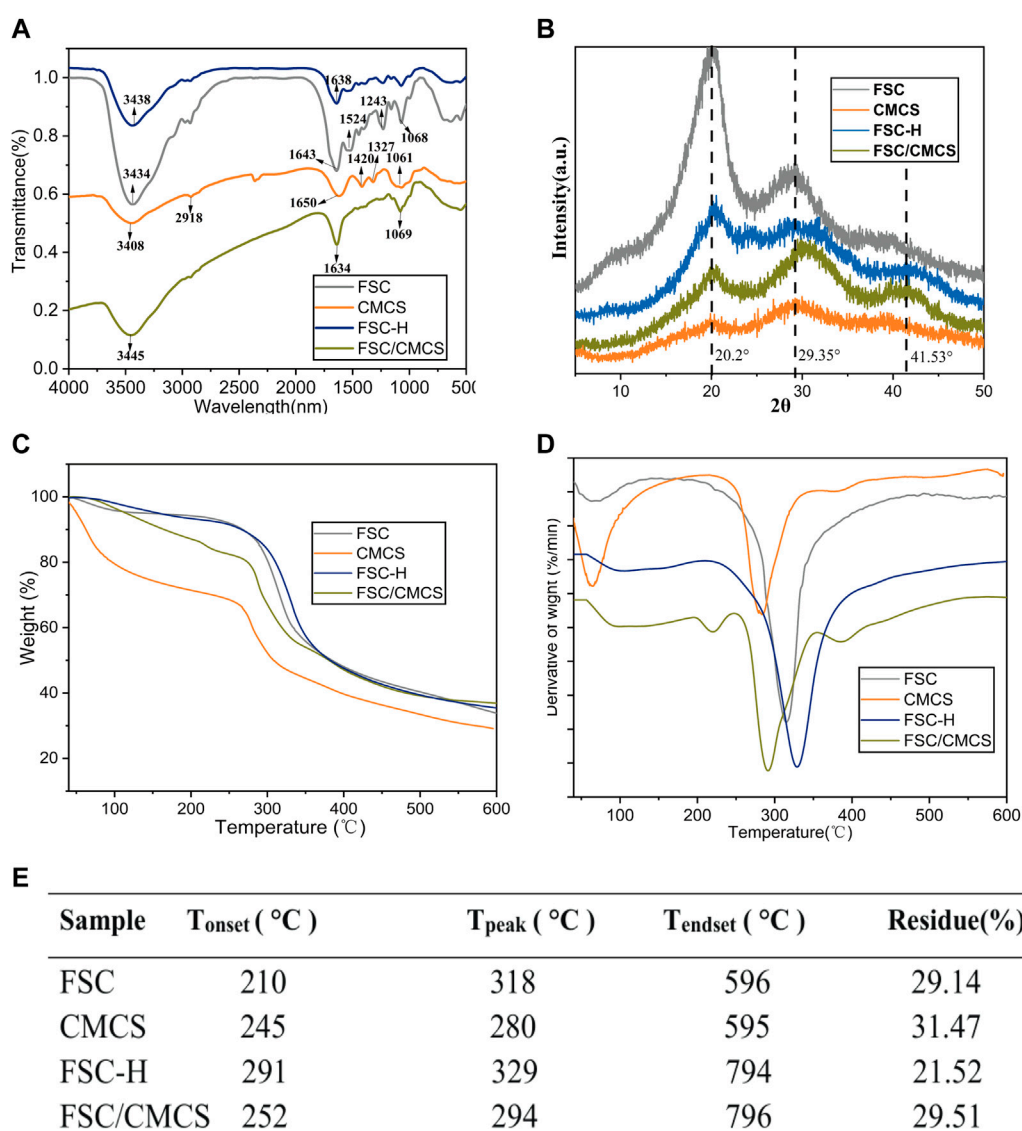 A
Transmittance(%)
1.0
0.8
0.6
0.4
0.2
0.0
3438
3434
2918
3408
3445
1638
1524
1243
1068
1643
1420
1327
1061
1650
1069
1634
FSC
CMCS
FSC-H
FSC/CMCS
4000 3500 3000 2500 2000 1500 1000 500
Wavelength(nm)
B
Intensity(a.u.)
FSC
CMCS
FSC-H
FSC/CMCS
20.2°
29.35°
41.53°
10 20 30 40 50
2θ
C
Weight (%)
100
80
60
40
20
FSC
CMCS
FSC-H
FSC/CMCS
100 200 300 400 500 600
Temperature (℃)
D
Derivative of wight (%/min)
FSC
CMCS
FSC-H
FSC/CMCS
100 200 300 400 500 600
Temperature(℃)
E
Sample Tonset ( °C ) Tpeak ( °C ) Tendset ( °C ) Residue(%)
FSC 210 318 596 29.14
CMCS 245 280 595 31.47
FSC-H 291 329 794 21.52
FSC/CMCS 252 294 796 29.51